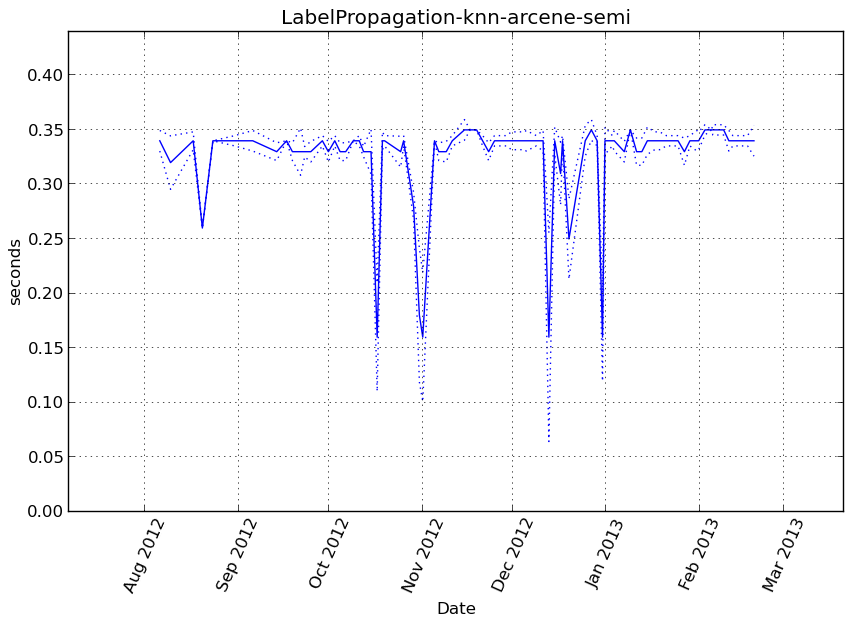 LabelPropagation-knn-arcene-semi
0.40
0.35
0.30
0.25
0.20
0.15
0.10
0.05
0.00
seconds
Aug 2012
Sep 2012
Oct 2012
Nov 2012
Dec 2012
Jan 2013
Feb 2013
Mar 2013
Date